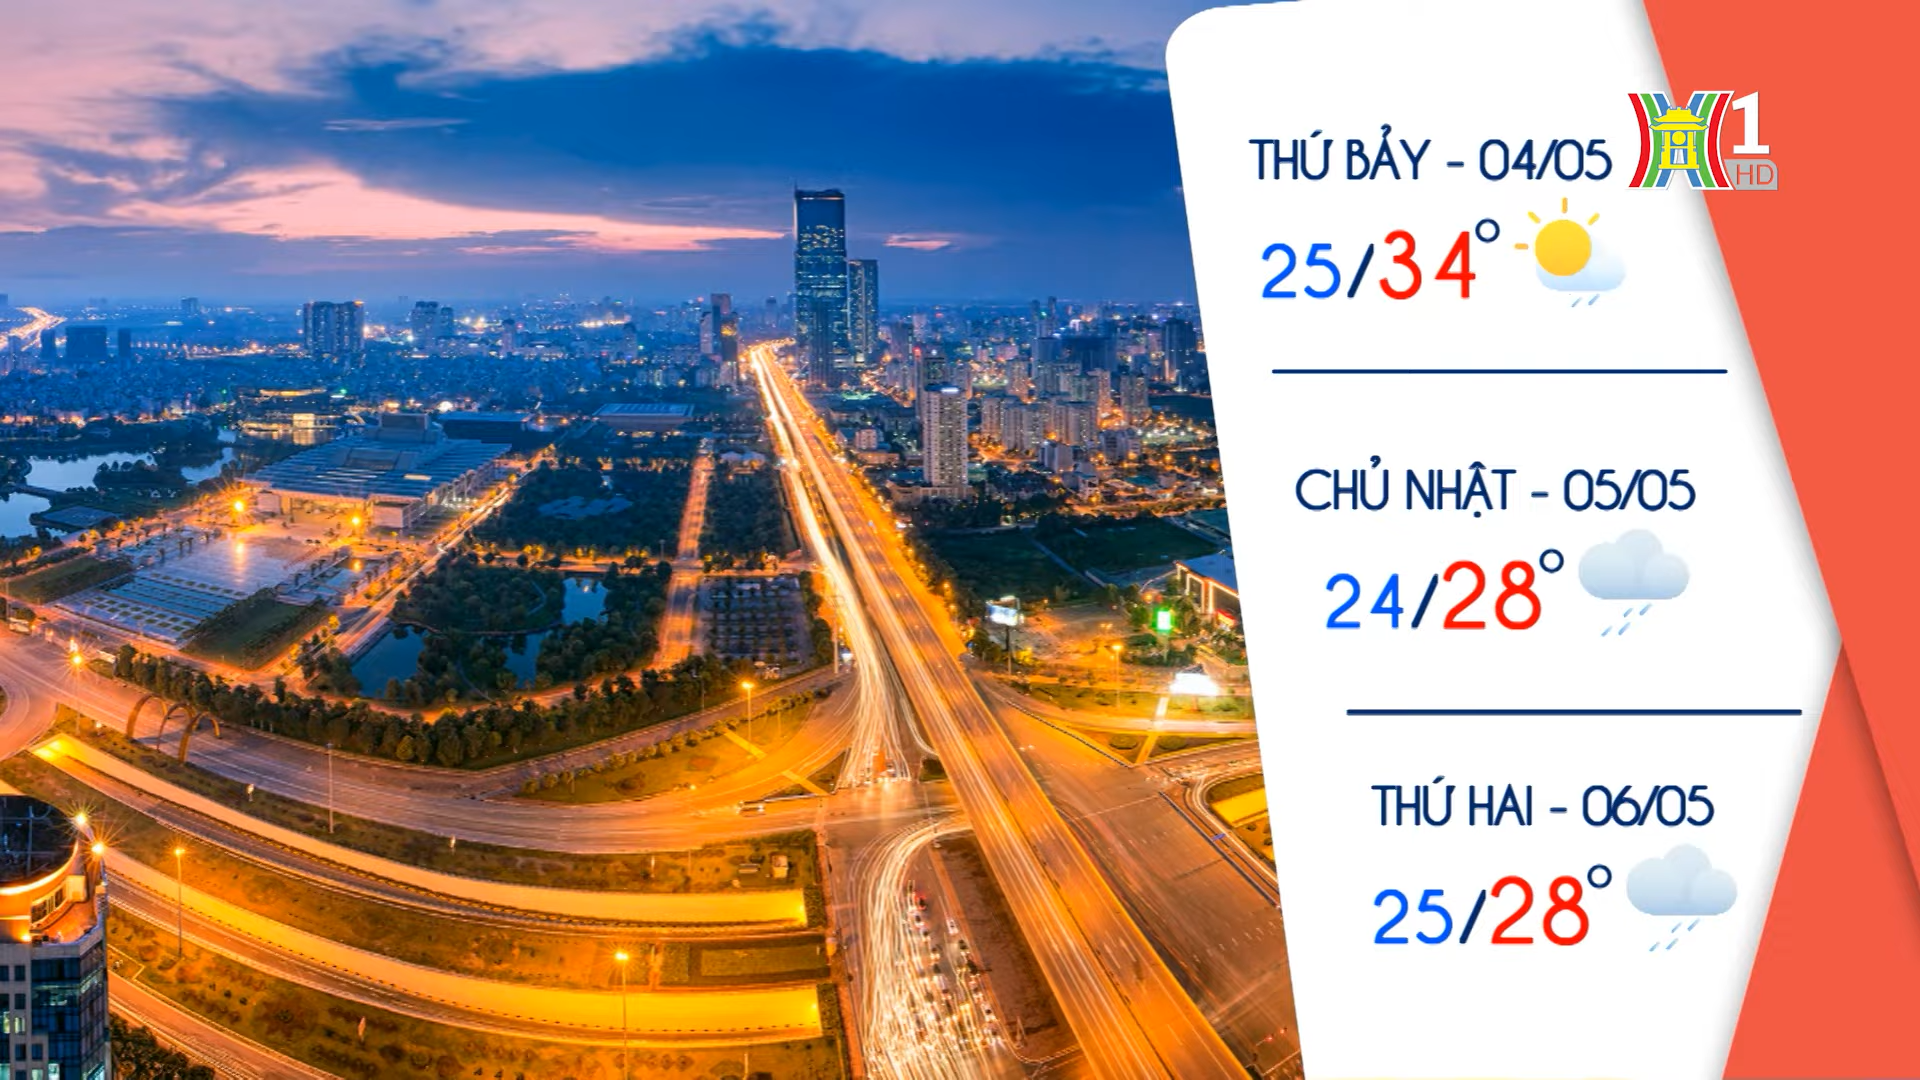 THỨ BẢY - 04/05
1
HD
25/34°
CHỦ NHẬT - 05/05
24/28°
THỨ HAI - 06/05
25/28°